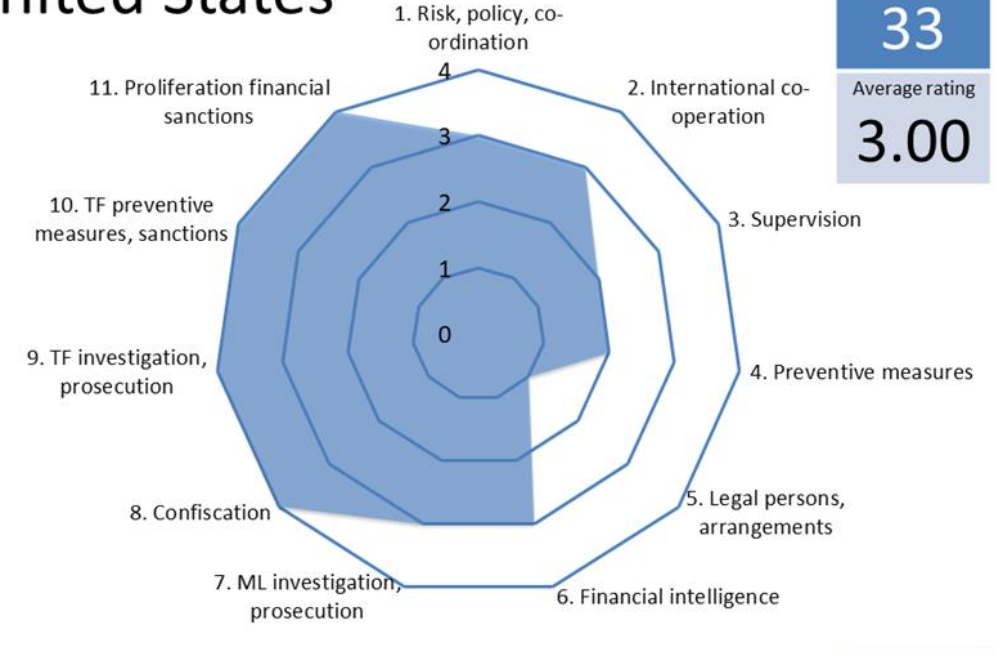 nited States
33
Average rating
3.00
1. Risk, policy, co-
ordination
2. International co-
operation
3. Supervision
4. Preventive measures
5. Legal persons,
arrangements
6. Financial intelligence
7. ML investigation,
prosecution
8. Confiscation
9. TF investigation,
prosecution
10. TF preventive
measures, sanctions
11. Proliferation financial
sanctions
4
3
2
1
0